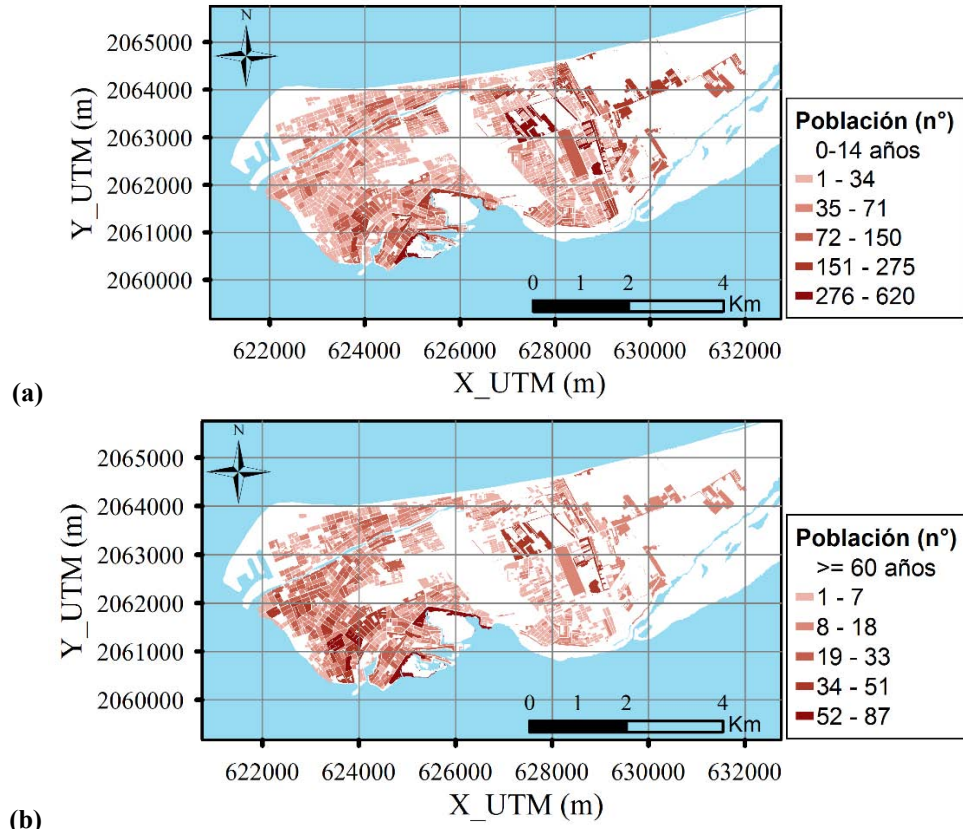 N
2065000
2064000
2063000
2062000
2061000
2060000
Y_UTM (m)
0 1 2 4
Km
622000 624000 626000 628000 630000 632000
X_UTM (m)
Población (n°)
0-14 años
1 - 34
35 - 71
72 - 150
151 - 275
276 - 620
(a)
N
2065000
2064000
2063000
2062000
2061000
2060000
Y_UTM (m)
0 1 2 4
Km
622000 624000 626000 628000 630000 632000
X_UTM (m)
Población (n°)
>= 60 años
1 - 7
8 - 18
19 - 33
34 - 51
52 - 87
(b)